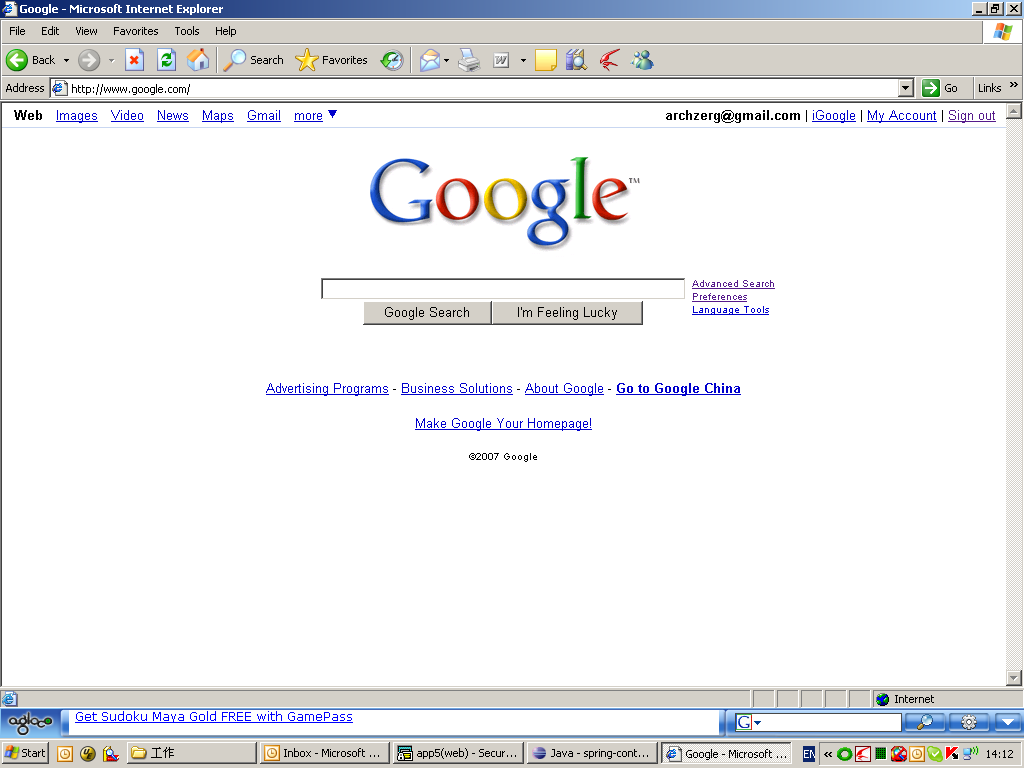 Google - Microsoft Internet Explorer
File Edit View Favorites Tools Help
Back Search Favorites
Address http://www.google.com/ Go Links »
Web Images Video News Maps Gmail more ▼ archzerg@gmail.com | iGoogle | My Account | Sign out
Google™
Advanced Search
Preferences
Language Tools
Google Search I'm Feeling Lucky
Advertising Programs - Business Solutions - About Google - Go to Google China
Make Google Your Homepage!
©2007 Google
Internet
agloco Get Sudoku Maya Gold FREE with GamePass G
Start 工作 Inbox - Microsoft ... app5(web) - Secur... Java - spring-cont... Google - Microsoft ... EN « 14:12